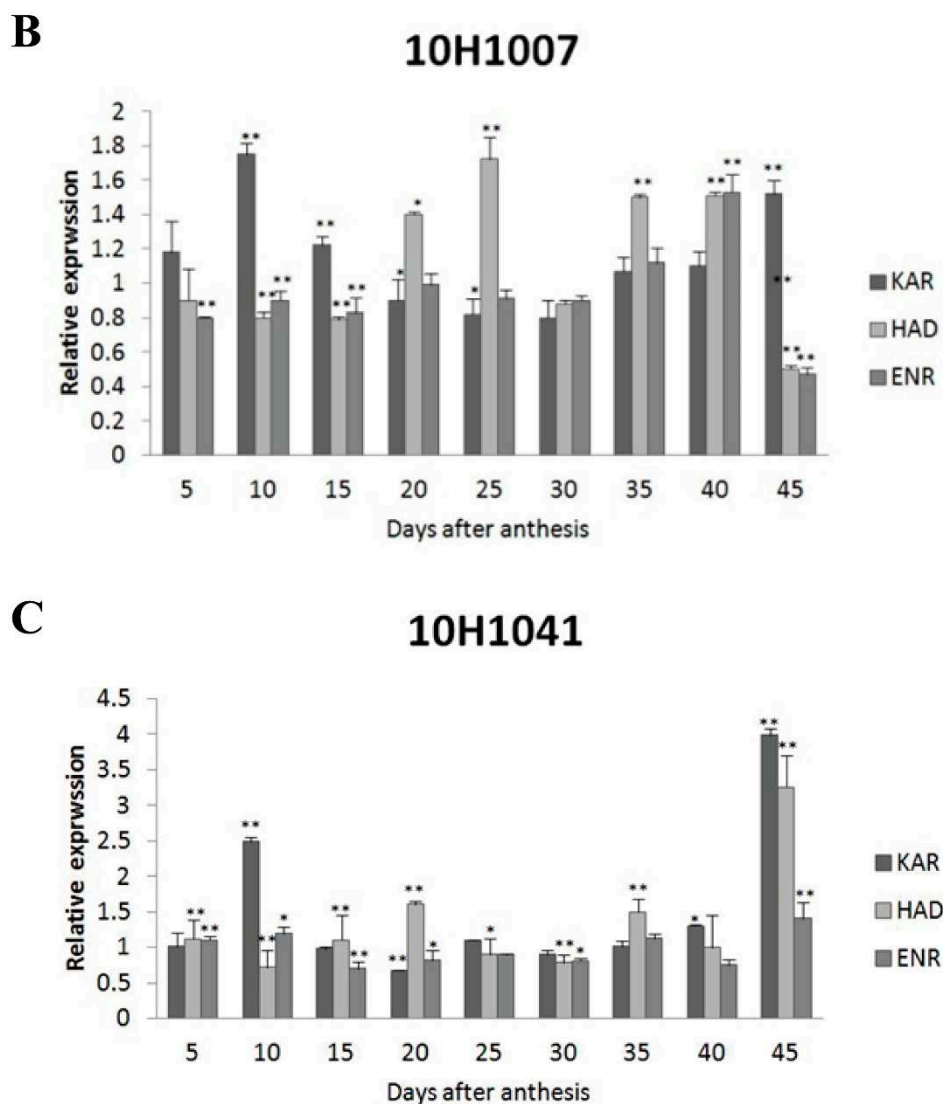 B
10H1007
2
1.8
1.6
1.4
1.2
1
0.8
0.6
0.4
0.2
0
Relative exprwssion
** ** ** ** ** ** ** * * * ** ** ** ** ** ** ** **
5 10 15 20 25 30 35 40 45
Days after anthesis
KAR
HAD
ENR
C
10H1041
4.5
4
3.5
3
2.5
2
1.5
1
0.5
0
Relative exprwssion
** ** ** ** * ** ** ** ** * * ** * ** * ** ** **
5 10 15 20 25 30 35 40 45
Days after anthesis
KAR
HAD
ENR